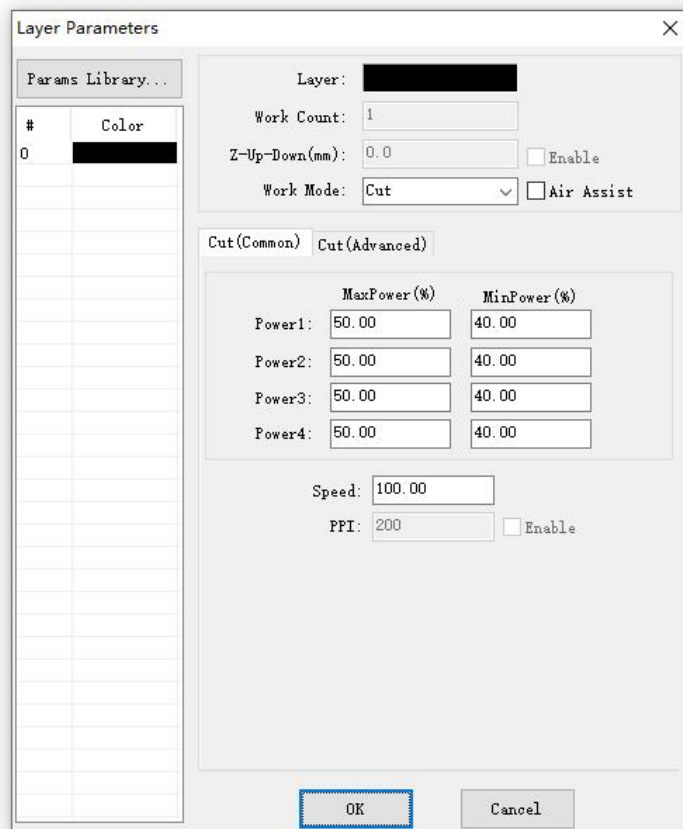 Layer Parameters
Params Library...
# Color
0
Layer:
Work Count: 1
Z-Up-Down(mm): 0.0 Enable
Work Mode: Cut Air Assist
Cut(Common) Cut(Advanced)
MaxPower(%) MinPower(%)
Power1: 50.00 40.00
Power2: 50.00 40.00
Power3: 50.00 40.00
Power4: 50.00 40.00
Speed: 100.00
PPI: 200 Enable
OK Cancel